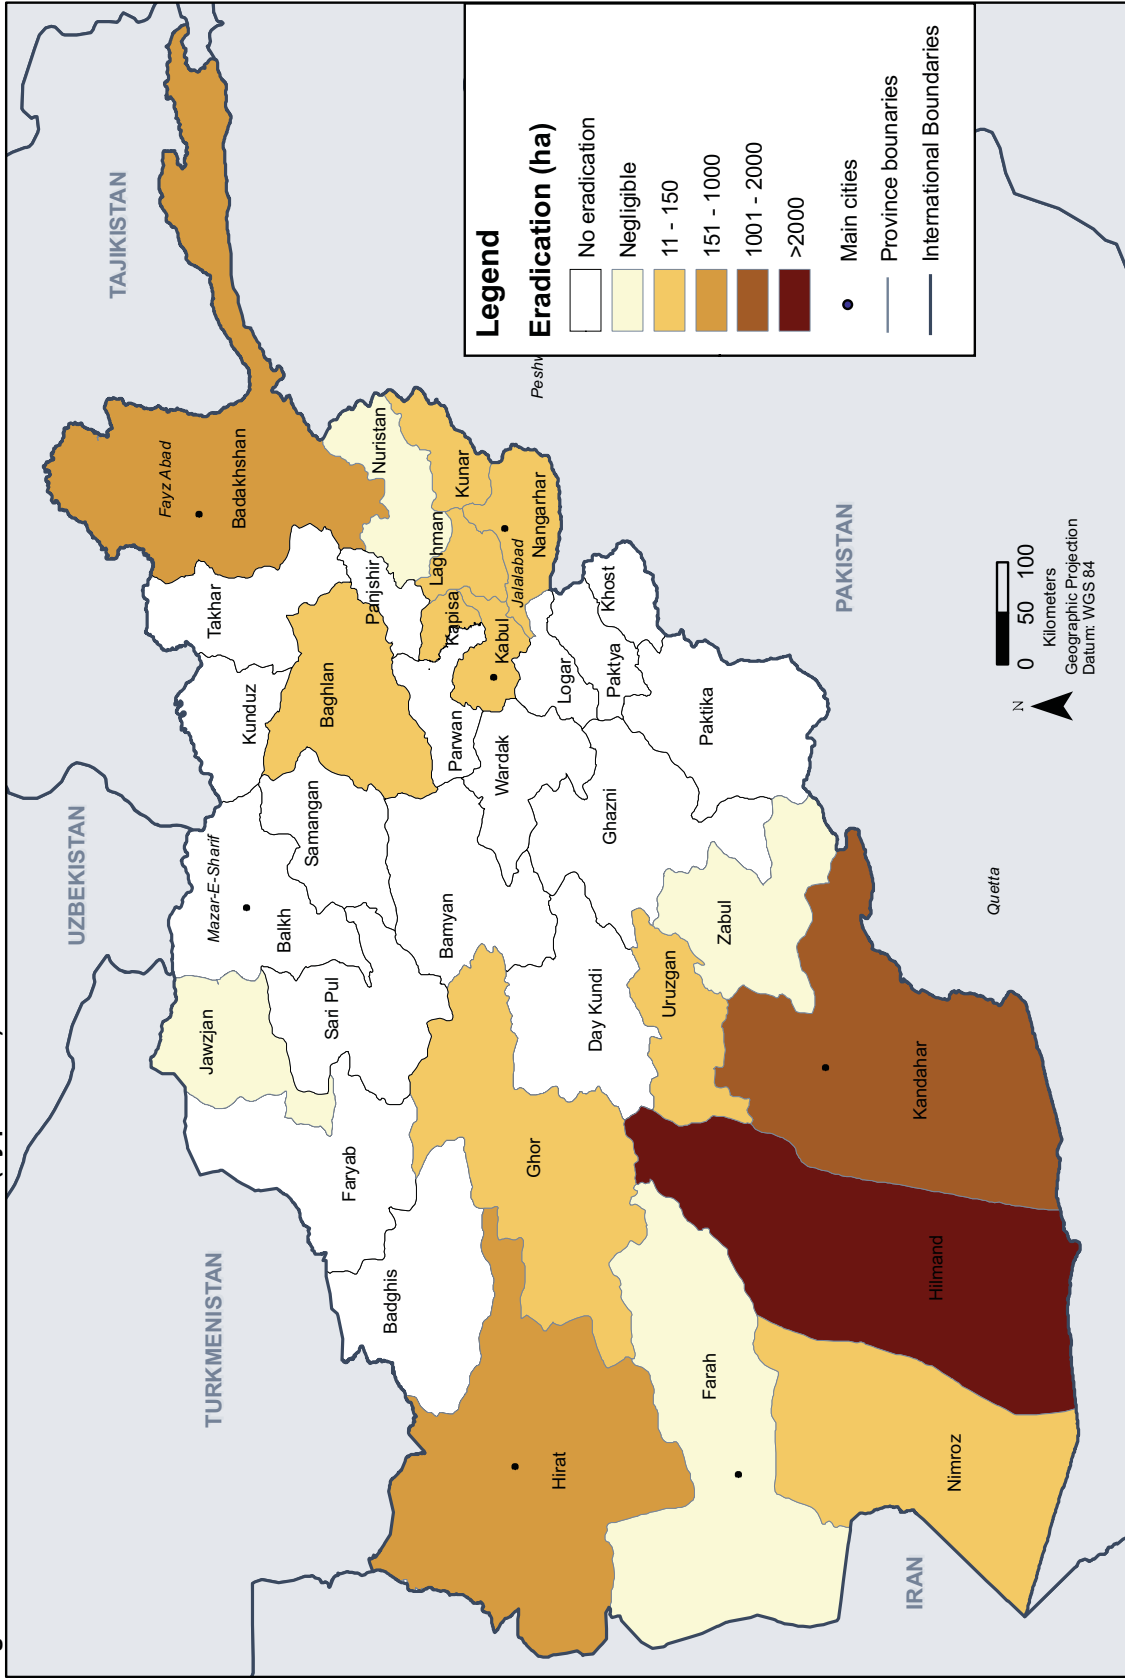 TAJIKISTAN
UZBEKISTAN
TURKMENISTAN
Fayz Abad
Badakhshan
Takhar
Kunduz
Mazar-E-Sharif
Balkh
Jawzjan
Samangan
Baghlan
Sari Pul
Faryab
Badghis
Panjshir
Nuristan
Kunar
Laghman
Kapisa
Nangarhar
Jalalabad
Kabul
Parwan
Bamyan
Wardak
Logar
Khost
Paktya
Paktika
Ghazni
Day Kundi
Ghor
Hirat
Farah
Uruzgan
Zabul
Kandahar
Hilmand
Nimroz
IRAN
PAKISTAN
Quetta
Peshw
Legend
Eradication (ha)
No eradication
Negligible
11 - 150
151 - 1000
1001 - 2000
>2000
Main cities
Province bounaries
International Boundaries
N
0 50 100
Kilometers
Geographic Projection
Datum: WGS 84